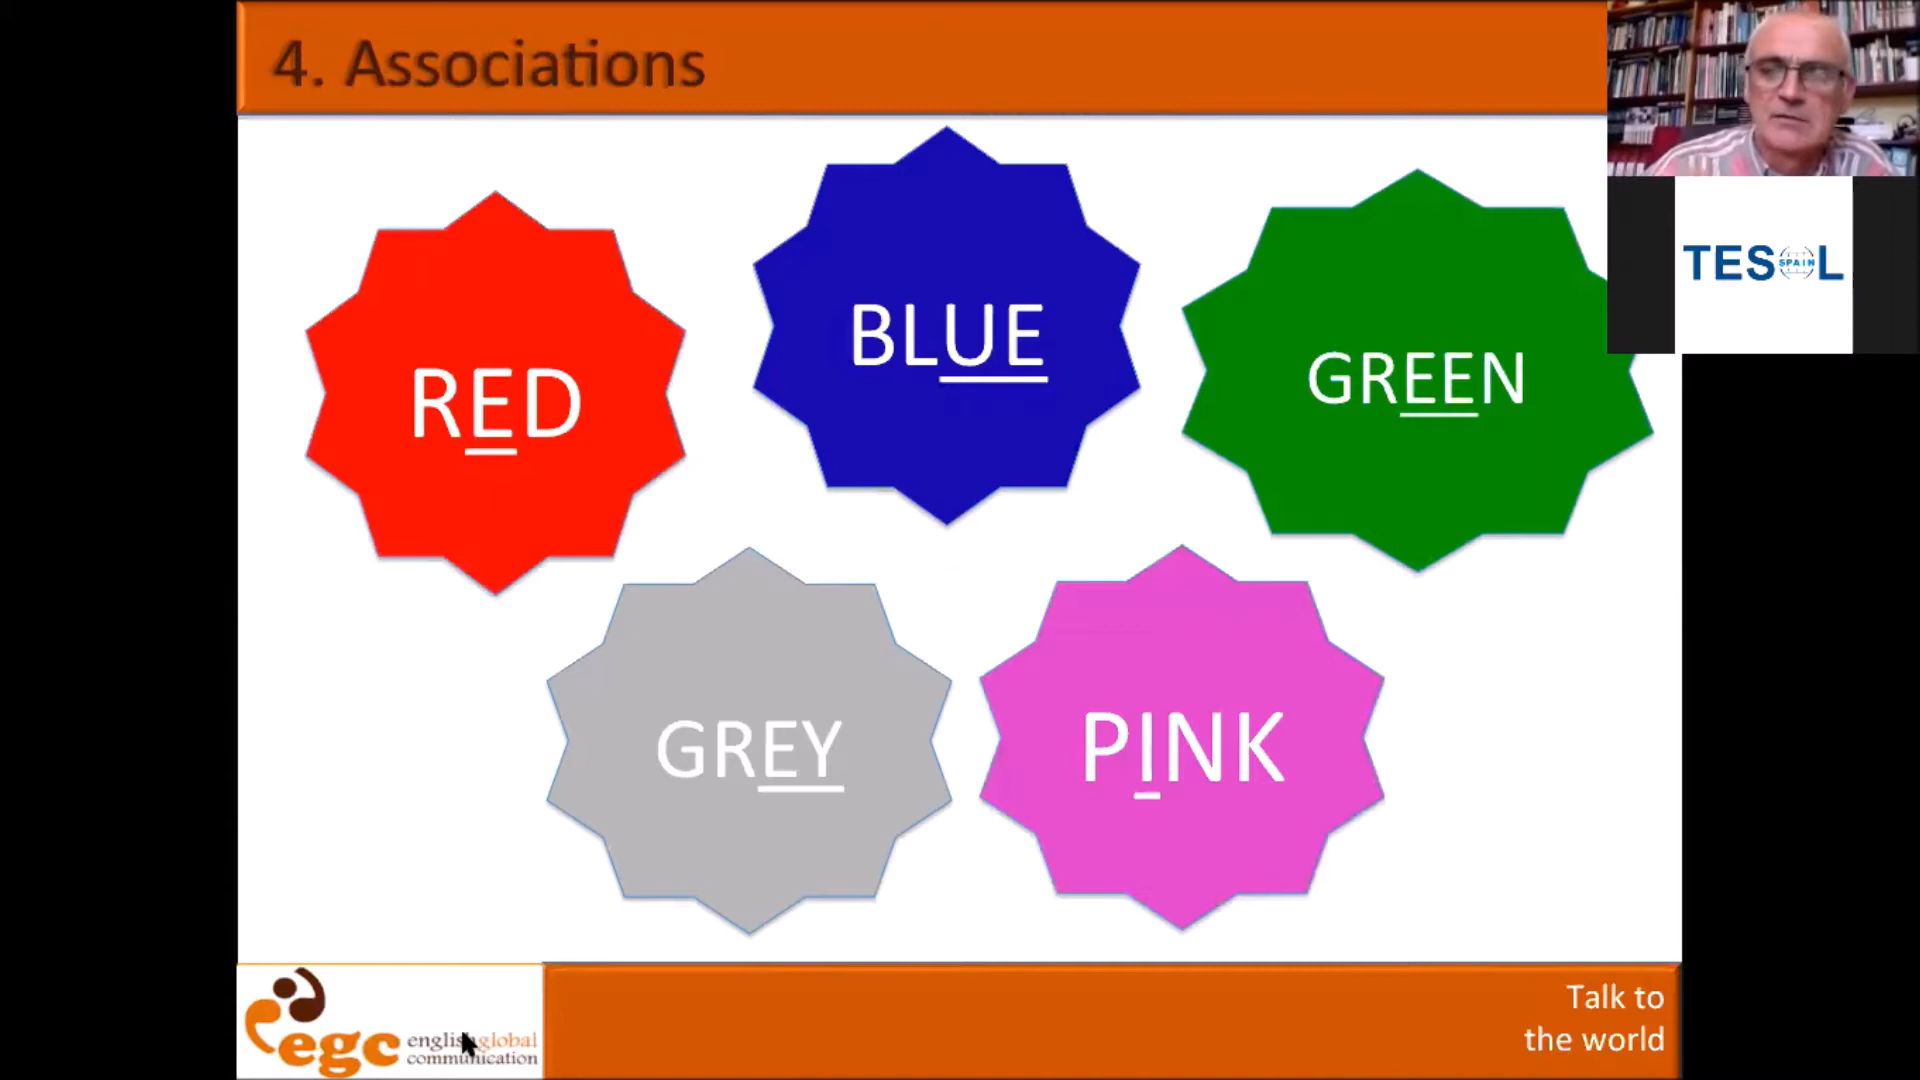 4. Associations
RED
BLUE
GREEN
GREY
PINK
TESOL
SPAIN
egc
english global
communication
Talk to
the world